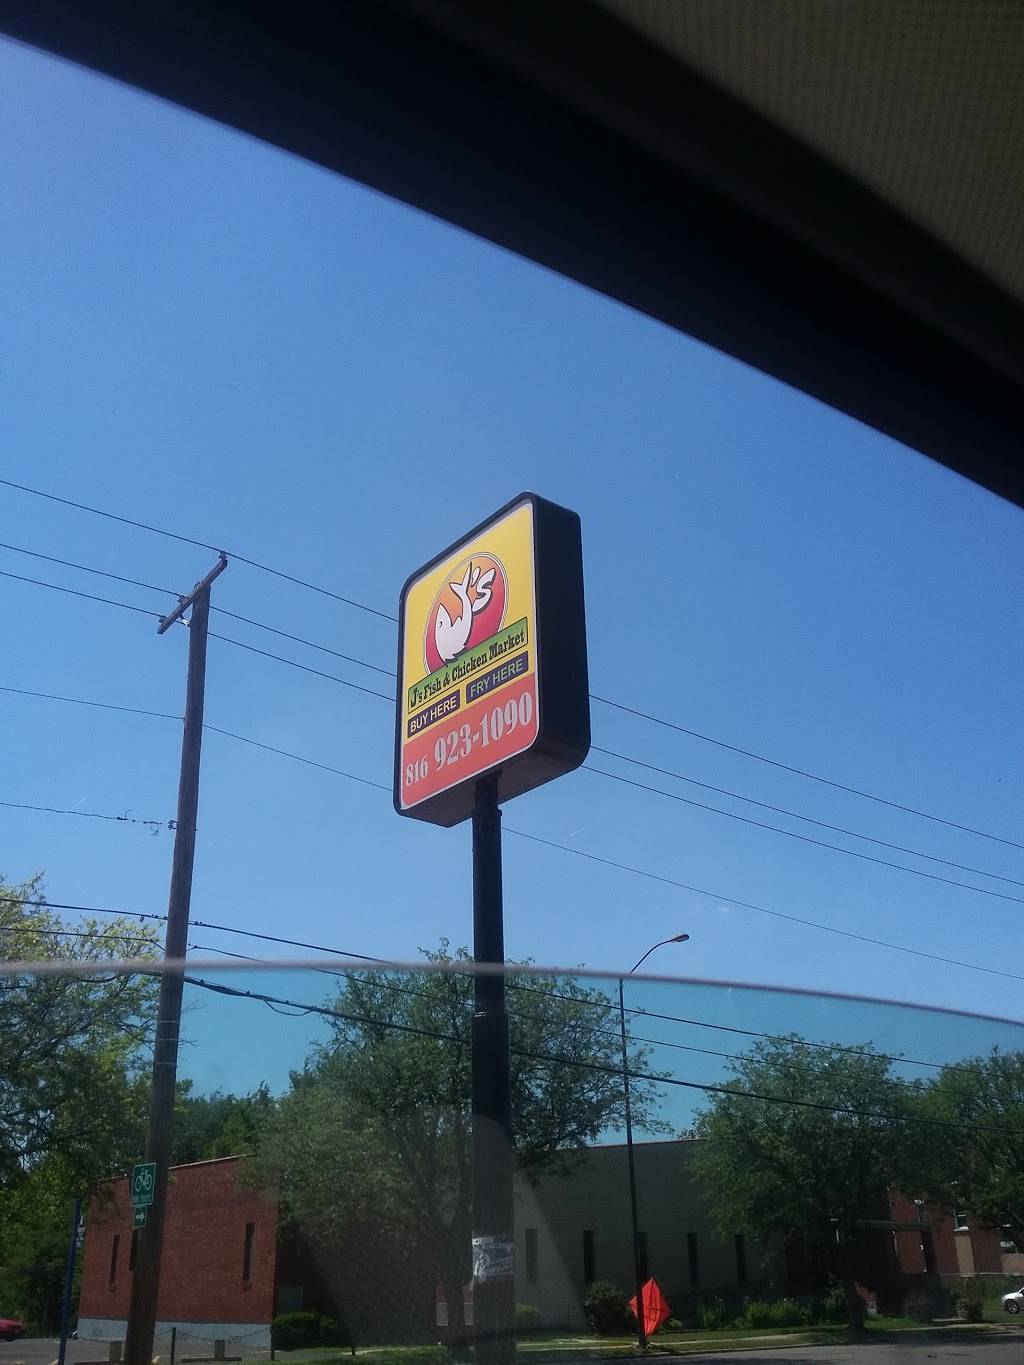 J's
J's Fish & Chicken Market
BUY HERE FRY HERE
816 923-1090